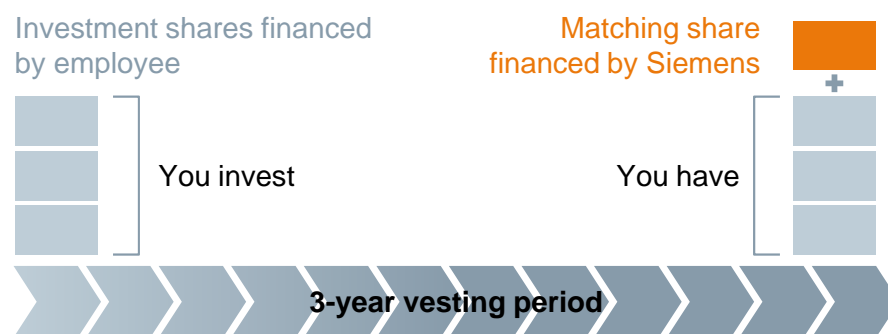 Investment shares financed
by employee
Matching share
financed by Siemens
+
You invest
You have
3-year vesting period